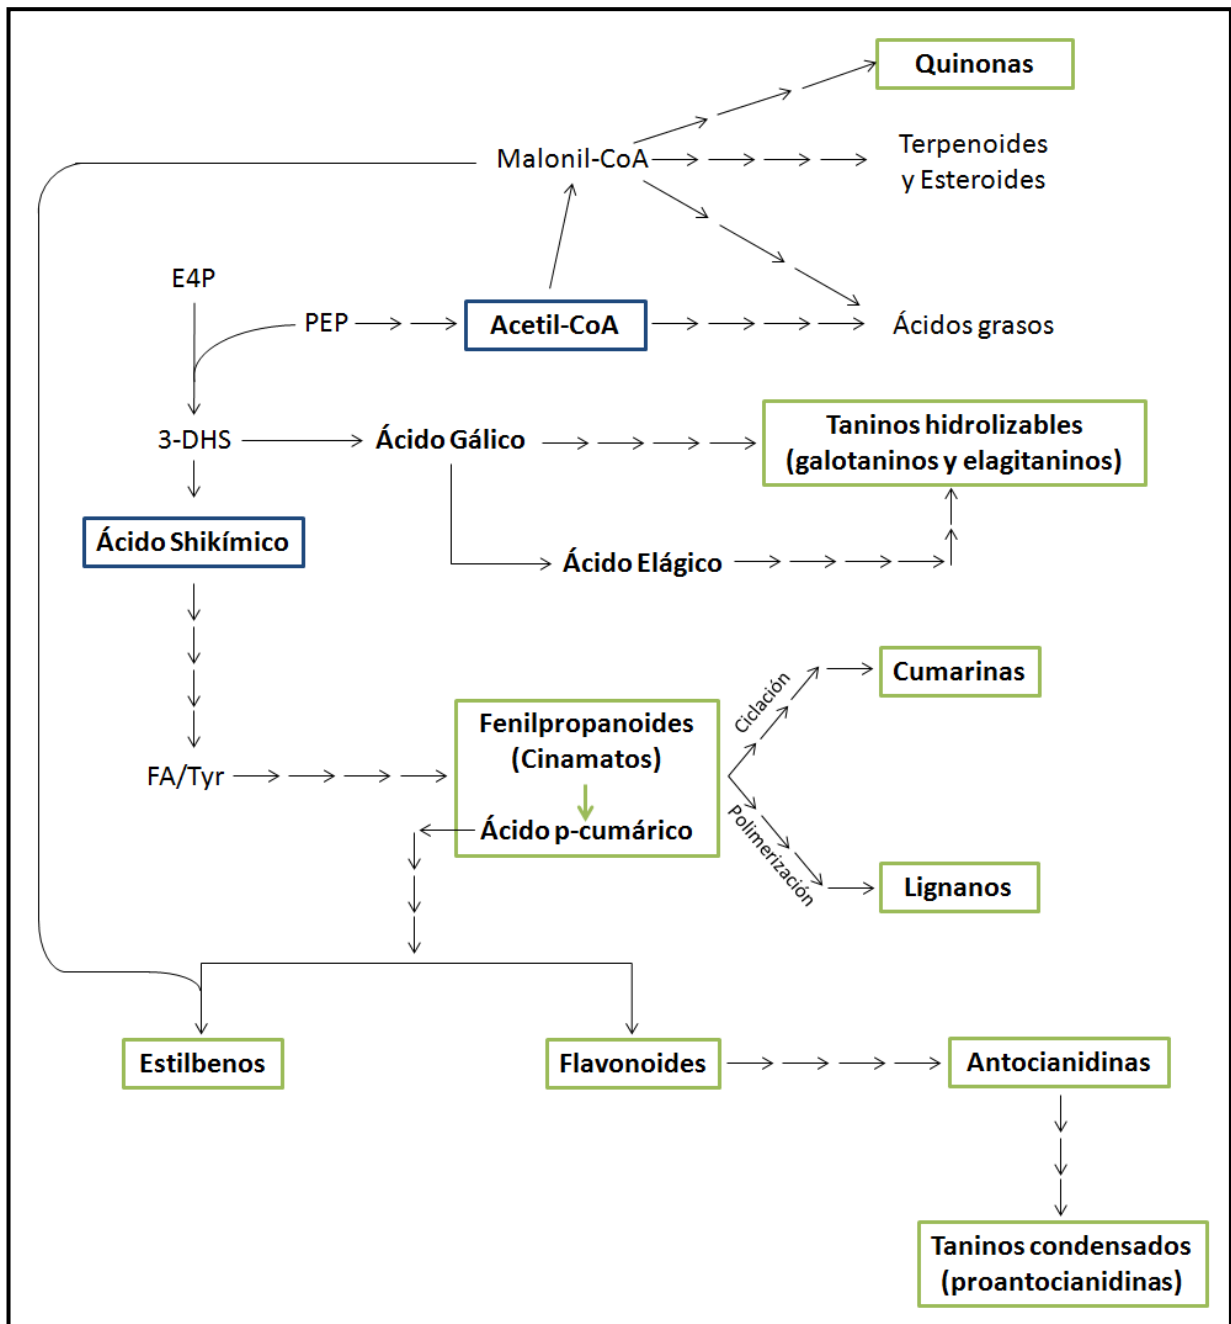 Quinonas
Malonil-CoA
Terpenoides
y Esteroides
E4P
PEP
Acetil-CoA
Ácidos grasos
3-DHS
Ácido Gálico
Taninos hidrolizables
(galotaninos y elagitaninos)
Ácido Shikímico
Ácido Elágico
Cumarinas
Ciclación
Fenilpropanoides
(Cinamatos)
FA/Tyr
Ácido p-cumárico
Polimerización
Lignanos
Estilbenos
Flavonoides
Antocianidinas
Taninos condensados
(proantocianidinas)